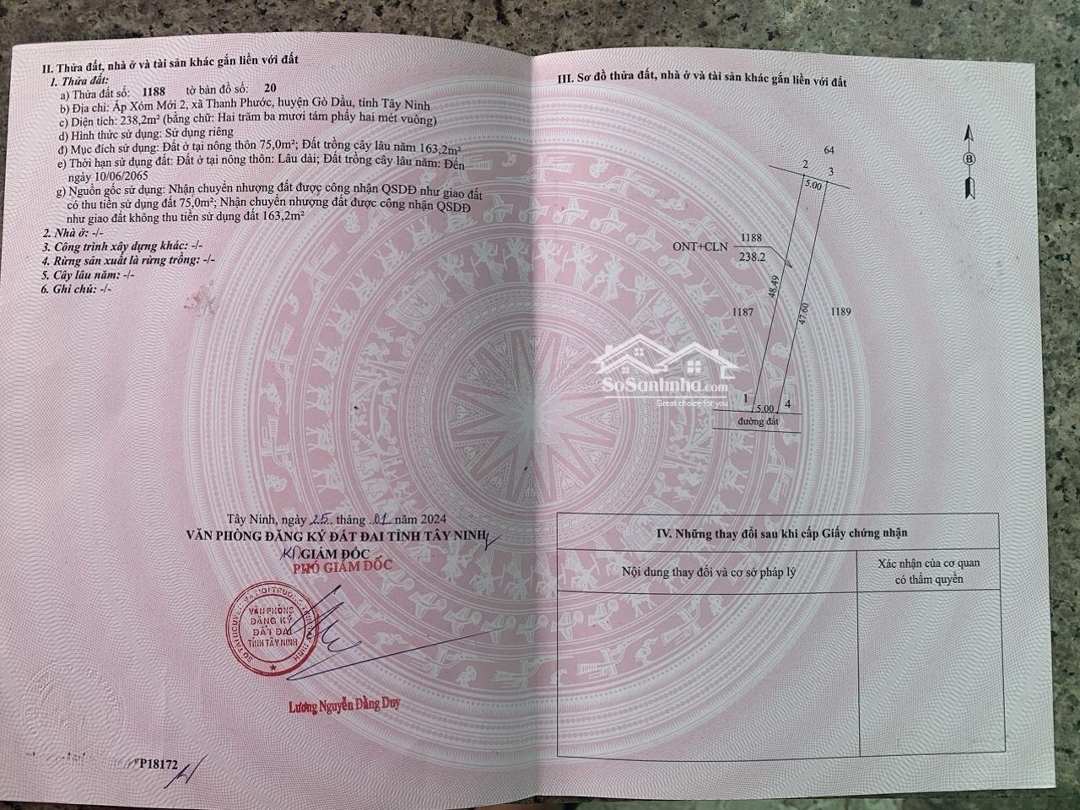 II. Thửa đất, nhà ở và tài sản khác gắn liền với đất
1. Thửa đất:
a) Thửa đất số: 1188 tờ bản đồ số: 20
b) Địa chỉ: Ấp Xóm Mới 2, xã Thanh Phước, huyện Gò Dầu, tỉnh Tây Ninh
c) Diện tích: 238,2m² (bằng chữ: Hai trăm ba mươi tám phẩy hai mét vuông)
d) Hình thức sử dụng: Sử dụng riêng
đ) Mục đích sử dụng: Đất ở tại nông thôn 75,0m²; Đất trồng cây lâu năm 163,2m²
e) Thời hạn sử dụng đất: Đất ở tại nông thôn: Lâu dài; Đất trồng cây lâu năm: Đến
ngày 10/06/2065
g) Nguồn gốc sử dụng: Nhận chuyển nhượng đất được công nhận QSDĐ như giao đất
có thu tiền sử dụng đất 75,0m²; Nhận chuyển nhượng đất được công nhận QSDĐ
như giao đất không thu tiền sử dụng đất 163,2m²
2. Nhà ở: -/-
3. Công trình xây dựng khác: -/-
4. Rừng sản xuất là rừng trồng: -/-
5. Cây lâu năm: -/-
6. Ghi chú: -/-
Tây Ninh, ngày 25 tháng 01 năm 2024
VĂN PHÒNG ĐĂNG KÝ ĐẤT ĐAI TỈNH TÂY NINH
KT GIÁM ĐỐC
PHÓ GIÁM ĐỐC
VĂN PHÒNG
ĐĂNG KÝ
ĐẤT ĐAI
TỈNH TÂY NINH
Lương Nguyễn Đằng Duy
P18172
III. Sơ đồ thửa đất, nhà ở và tài sản khác gắn liền với đất
B
64
2
3
5.00
ONT+CLN
1188
238.2
48.49
47.60
1187
1189
SoSanhnha.com
Great choice for you
1
5.00
4
đường đất
IV. Những thay đổi sau khi cấp Giấy chứng nhận
Nội dung thay đổi và cơ sở pháp lý
Xác nhận của cơ quan
có thẩm quyền